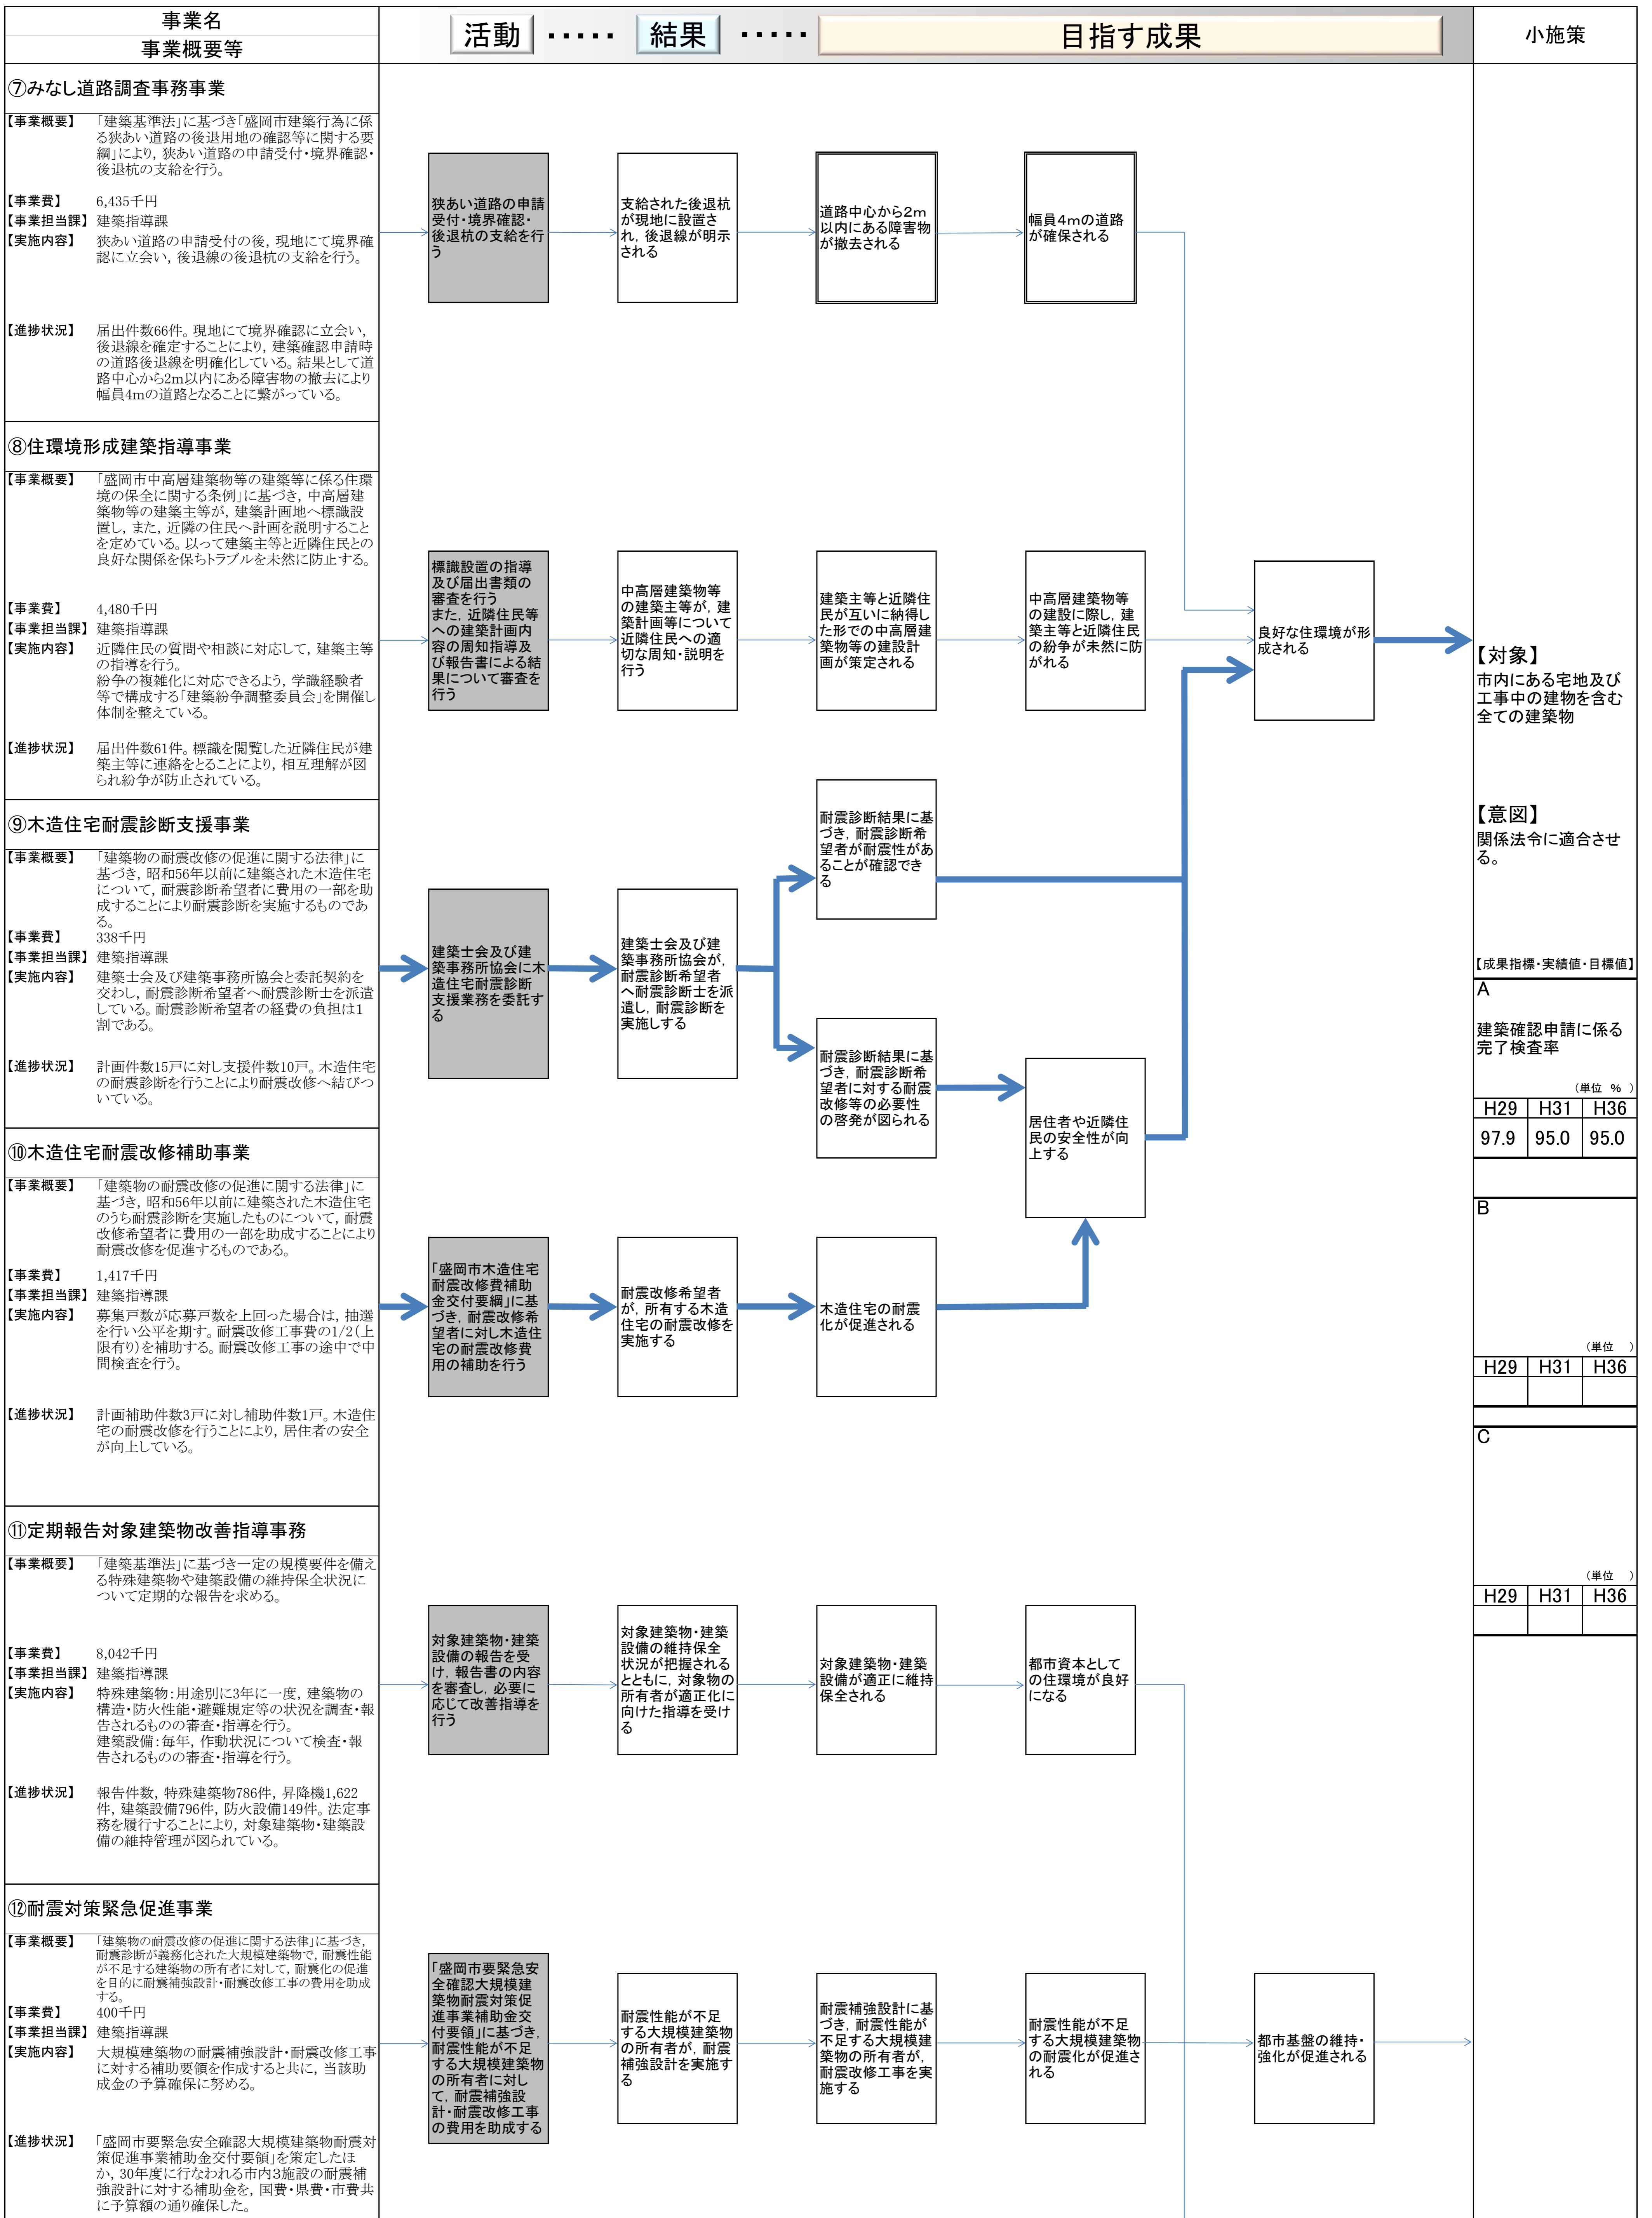 事業名
事業概要等
活動 ・・・・・ 結果 ・・・・・ 目指す成果
小施策
⑦みなし道路調査事務事業
【事業概要】 「建築基準法」に基づき「盛岡市建築行為に係
る狭あい道路の後退用地の確認等に関する要
綱」により，狭あい道路の申請受付・境界確認・
後退杭の支給を行う。
【事業費】 6,435千円
【事業担当課】 建築指導課
【実施内容】 狭あい道路の申請受付の後，現地にて境界確
認に立会い，後退線の後退杭の支給を行う。
【進捗状況】 届出件数66件。現地にて境界確認に立会い，
後退線を確定することにより，建築確認申請時
の道路後退線を明確化している。結果として道
路中心から2m以内にある障害物の撤去により
幅員4mの道路となることに繋がっている。
狭あい道路の申請
受付・境界確認・
後退杭の支給を行
う
支給された後退杭
が現地に設置さ
れ，後退線が明示
される
道路中心から2ｍ
以内にある障害物
が撤去される
幅員4ｍの道路
が確保される
⑧住環境形成建築指導事業
【事業概要】 「盛岡市中高層建築物等の建築等に係る住環
境の保全に関する条例」に基づき，中高層建
築物等の建築主等が，建築計画地へ標識設
置し，また，近隣の住民へ計画を説明すること
を定めている。以って建築主等と近隣住民との
良好な関係を保ちトラブルを未然に防止する。
【事業費】 4,480千円
【事業担当課】 建築指導課
【実施内容】 近隣住民の質問や相談に対応して，建築主等
の指導を行う。
紛争の複雑化に対応できるよう，学識経験者
等で構成する「建築紛争調整委員会」を開催し
体制を整えている。
【進捗状況】 届出件数61件。標識を閲覧した近隣住民が建
築主等に連絡をとることにより，相互理解が図
られ紛争が防止されている。
標識設置の指導
及び届出書類の
審査を行う
また，近隣住民等
への建築計画内
容の周知指導及
び報告書による結
果について審査を
行う
中高層建築物等
の建築主等が，建
築計画等について
近隣住民への適
切な周知・説明を
行う
建築主等と近隣住
民が互いに納得し
た形での中高層建
築物等の建設計
画が策定される
中高層建築物等
の建設に際し，建
築主等と近隣住民
の紛争が未然に防
がれる
良好な住環境が形
成される
⑨木造住宅耐震診断支援事業
【事業概要】 「建築物の耐震改修の促進に関する法律」に
基づき，昭和56年以前に建築された木造住宅
について，耐震診断希望者に費用の一部を助
成することにより耐震診断を実施するものであ
る。
【事業費】 338千円
【事業担当課】 建築指導課
【実施内容】 建築士会及び建築事務所協会と委託契約を
交わし，耐震診断希望者へ耐震診断士を派遣
している。耐震診断希望者の経費の負担は1
割である。
【進捗状況】 計画件数15戸に対し支援件数10戸。木造住宅
の耐震診断を行うことにより耐震改修へ結びつ
いている。
建築士会及び建
築事務所協会に木
造住宅耐震診断
支援業務を委託す
る
建築士会及び建
築事務所協会が，
耐震診断希望者
へ耐震診断士を派
遣し，耐震診断を
実施しする
耐震診断結果に基
づき，耐震診断希
望者が耐震性があ
ることが確認でき
る
耐震診断結果に基
づき，耐震診断希
望者に対する耐震
改修等の必要性
の啓発が図られる
居住者や近隣住
民の安全性が向
上する
⑩木造住宅耐震改修補助事業
【事業概要】 「建築物の耐震改修の促進に関する法律」に
基づき，昭和56年以前に建築された木造住宅
のうち耐震診断を実施したものについて，耐震
改修希望者に費用の一部を助成することにより
耐震改修を促進するものである。
【事業費】 1,417千円
【事業担当課】 建築指導課
【実施内容】 募集戸数が応募戸数を上回った場合は，抽選
を行い公平を期す。耐震改修工事費の1/2（上
限有り）を補助する。耐震改修工事の途中で中
間検査を行う。
【進捗状況】 計画補助件数3戸に対し補助件数1戸。木造住
宅の耐震改修を行うことにより，居住者の安全
が向上している。
「盛岡市木造住宅
耐震改修費補助
金交付要綱」に基
づき，耐震改修希
望者に対し木造住
宅の耐震改修費
用の補助を行う
耐震改修希望者
が，所有する木造
住宅の耐震改修を
実施する
木造住宅の耐震
化が促進される
⑪定期報告対象建築物改善指導事務
【事業概要】 「建築基準法」に基づき一定の規模要件を備え
る特殊建築物や建築設備の維持保全状況に
ついて定期的な報告を求める。
【事業費】 8,042千円
【事業担当課】 建築指導課
【実施内容】 特殊建築物：用途別に3年に一度，建築物の
構造・防火性能・避難規定等の状況を調査・報
告されるものの審査・指導を行う。
建築設備：毎年，作動状況について検査・報
告されるものの審査・指導を行う。
【進捗状況】 報告件数，特殊建築物786件，昇降機1,622
件，建築設備796件，防火設備149件。法定事
務を履行することにより，対象建築物・建築設
備の維持管理が図られている。
対象建築物・建築
設備の報告を受
け，報告書の内容
を審査し，必要に
応じて改善指導を
行う
対象建築物・建築
設備の維持保全
状況が把握される
とともに，対象物の
所有者が適正化に
向けた指導を受け
る
対象建築物・建築
設備が適正に維持
保全される
都市資本として
の住環境が良好
になる
⑫耐震対策緊急促進事業
【事業概要】 「建築物の耐震改修の促進に関する法律」に基づき，
耐震診断が義務化された大規模建築物で，耐震性能
が不足する建築物の所有者に対して，耐震化の促進
を目的に耐震補強設計・耐震改修工事の費用を助成
する。
【事業費】 400千円
【事業担当課】 建築指導課
【実施内容】 大規模建築物の耐震補強設計・耐震改修工事
に対する補助要領を作成すると共に，当該助
成金の予算確保に努める。
【進捗状況】 「盛岡市要緊急安全確認大規模建築物耐震対
策促進事業補助金交付要領」を策定したほ
か，30年度に行なわれる市内3施設の耐震補
強設計に対する補助金を，国費・県費・市費共
に予算額の通り確保した。
「盛岡市要緊急安
全確認大規模建
築物耐震対策促
進事業補助金交
付要領」に基づき，
耐震性能が不足
する大規模建築物
の所有者に対し
て，耐震補強設
計・耐震改修工事
の費用を助成する
耐震性能が不足
する大規模建築物
の所有者が，耐震
補強設計を実施す
る
耐震補強設計に基
づき，耐震性能が
不足する大規模建
築物の所有者が，
耐震改修工事を実
施する
耐震性能が不足
する大規模建築物
の耐震化が促進さ
れる
都市基盤の維持・
強化が促進される
【対象】
市内にある宅地及び
工事中の建物を含む
全ての建築物
【意図】
関係法令に適合させ
る。
【成果指標・実績値・目標値】
A
建築確認申請に係る
完了検査率
（単位 ％ ）
H29 H31 H36
97.9 95.0 95.0
B
（単位 ）
H29 H31 H36
C
（単位 ）
H29 H31 H36